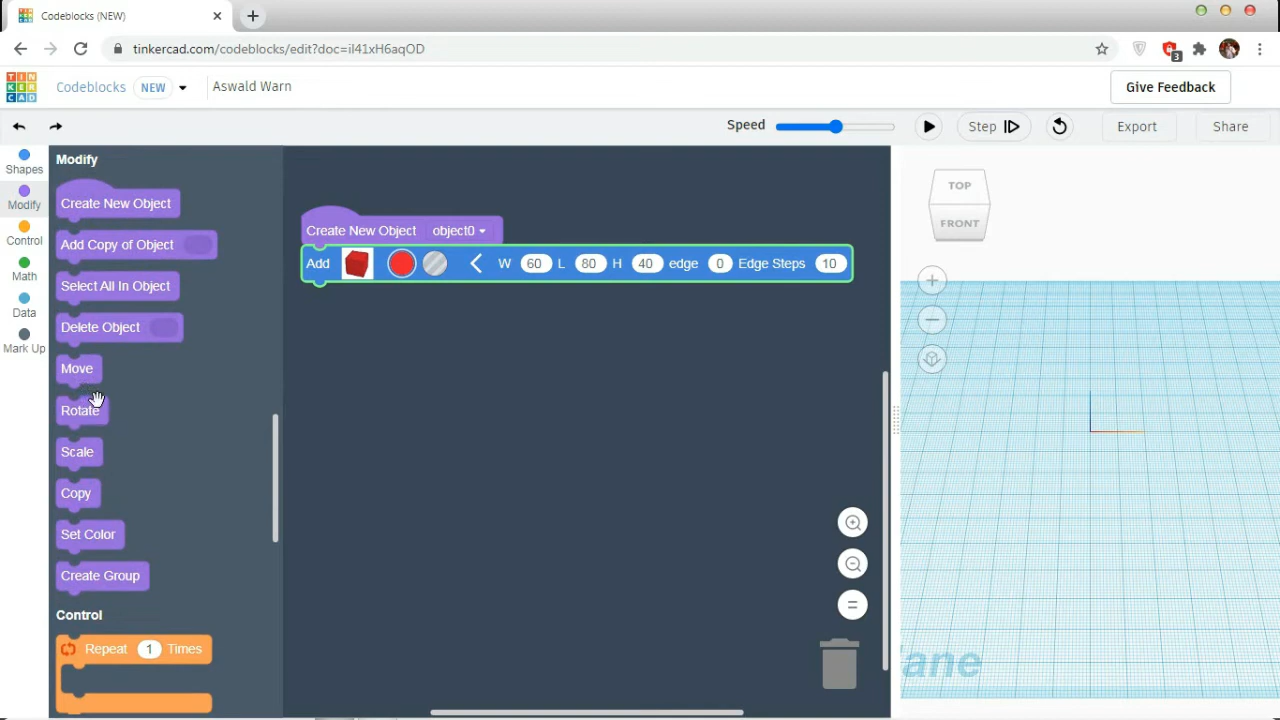 Codeblocks (NEW)
tinkercad.com/codeblocks/edit?doc=il41xH6aqOD
3
TIN
KER
CAD
Codeblocks NEW
Aswald Warn
Give Feedback
Speed
Step
Export
Share
Shapes
Modify
Control
Math
Data
Mark Up
Modify
Create New Object
Add Copy of Object
Select All In Object
Delete Object
Move
Rotate
Scale
Copy
Set Color
Create Group
Control
Repeat 1 Times
Create New Object object0
Add W 60 L 80 H 40 edge 0 Edge Steps 10
TOP
FRONT